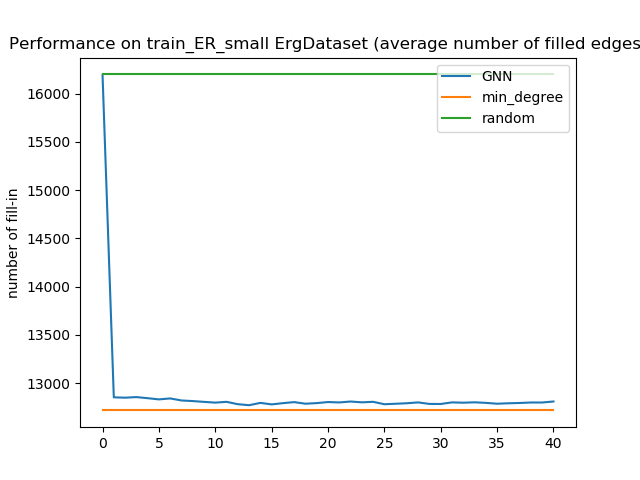 Performance on train_ER_small ErgDataset (average number of filled edges
GNN
min_degree
random
number of fill-in
16000
15500
15000
14500
14000
13500
13000
0 5 10 15 20 25 30 35 40